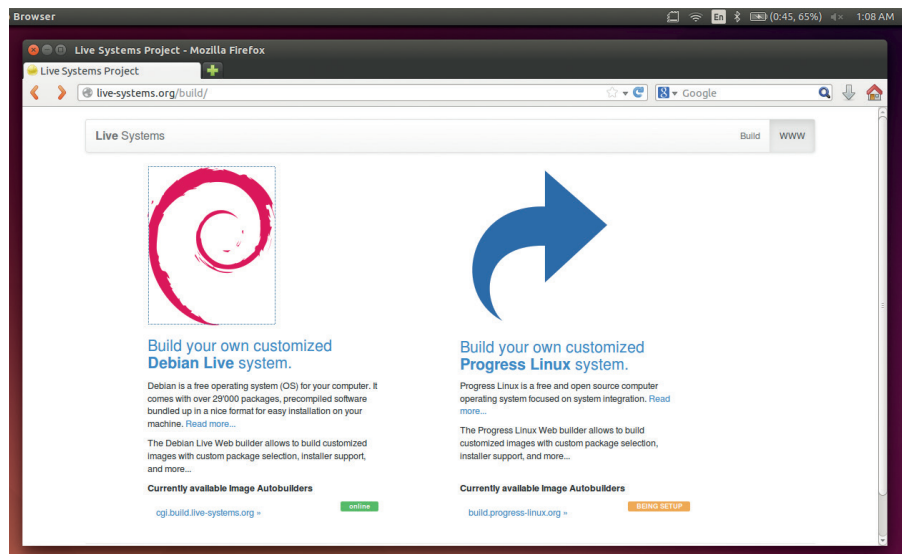 Browser
En (0:45, 65%) 1:08 AM
Live Systems Project - Mozilla Firefox
Live Systems Project
live-systems.org/build/
Google
Live Systems
Build WWW
Build your own customized
Debian Live system.
Debian is a free operating system (OS) for your computer. It
comes with over 29'000 packages, precompiled software
bundled up in a nice format for easy installation on your
machine. Read more...
The Debian Live Web builder allows to build customized
images with custom package selection, installer support,
and more...
Currently available Image Autobuilders
cgi.build.live-systems.org »
online
Build your own customized
Progress Linux system.
Progress Linux is a free and open source computer
operating system focused on system integration. Read
more...
The Progress Linux Web builder allows to build
customized images with custom package selection,
installer support, and more...
Currently available Image Autobuilders
build.progress-linux.org »
BEING SETUP